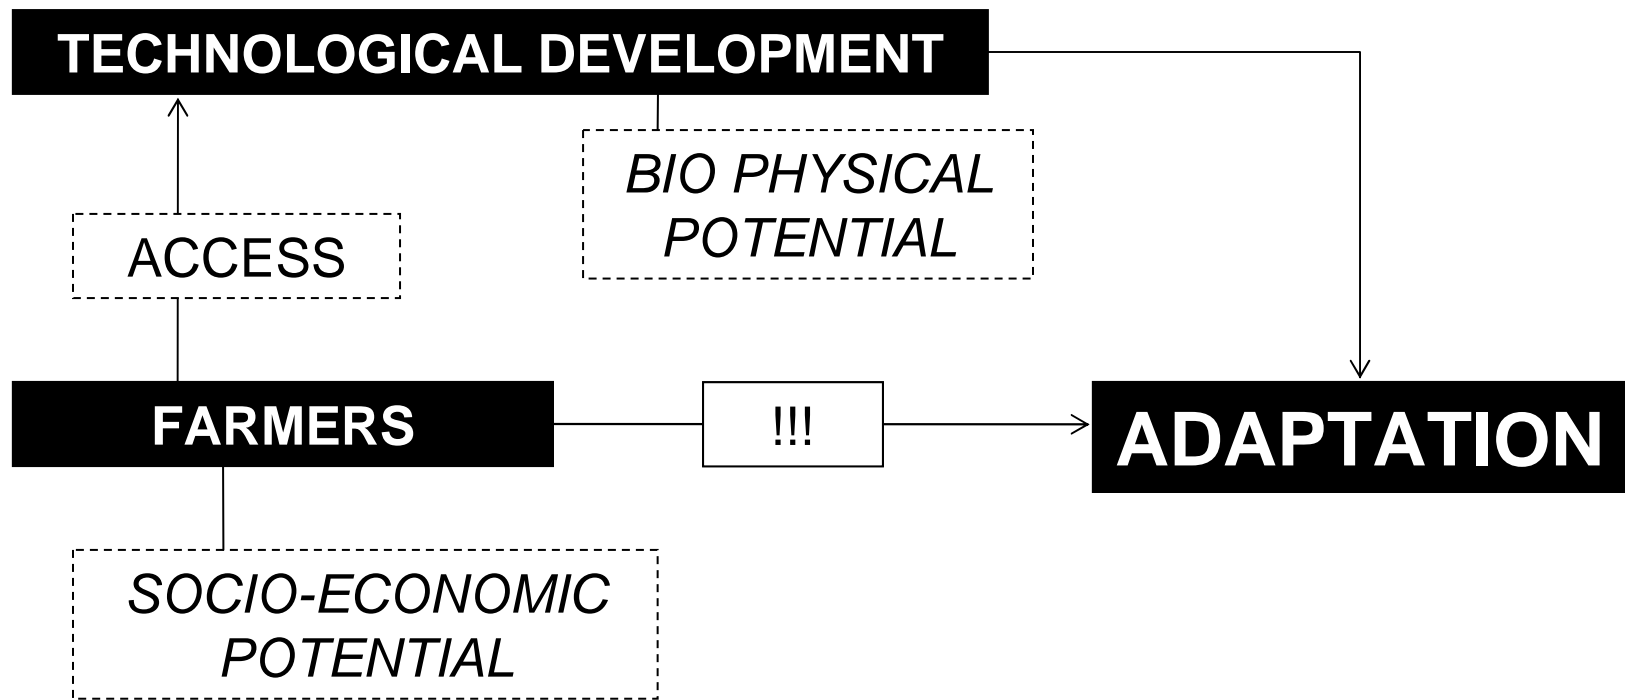 TECHNOLOGICAL DEVELOPMENT
BIO PHYSICAL
POTENTIAL
ACCESS
FARMERS
!!!
ADAPTATION
SOCIO-ECONOMIC
POTENTIAL